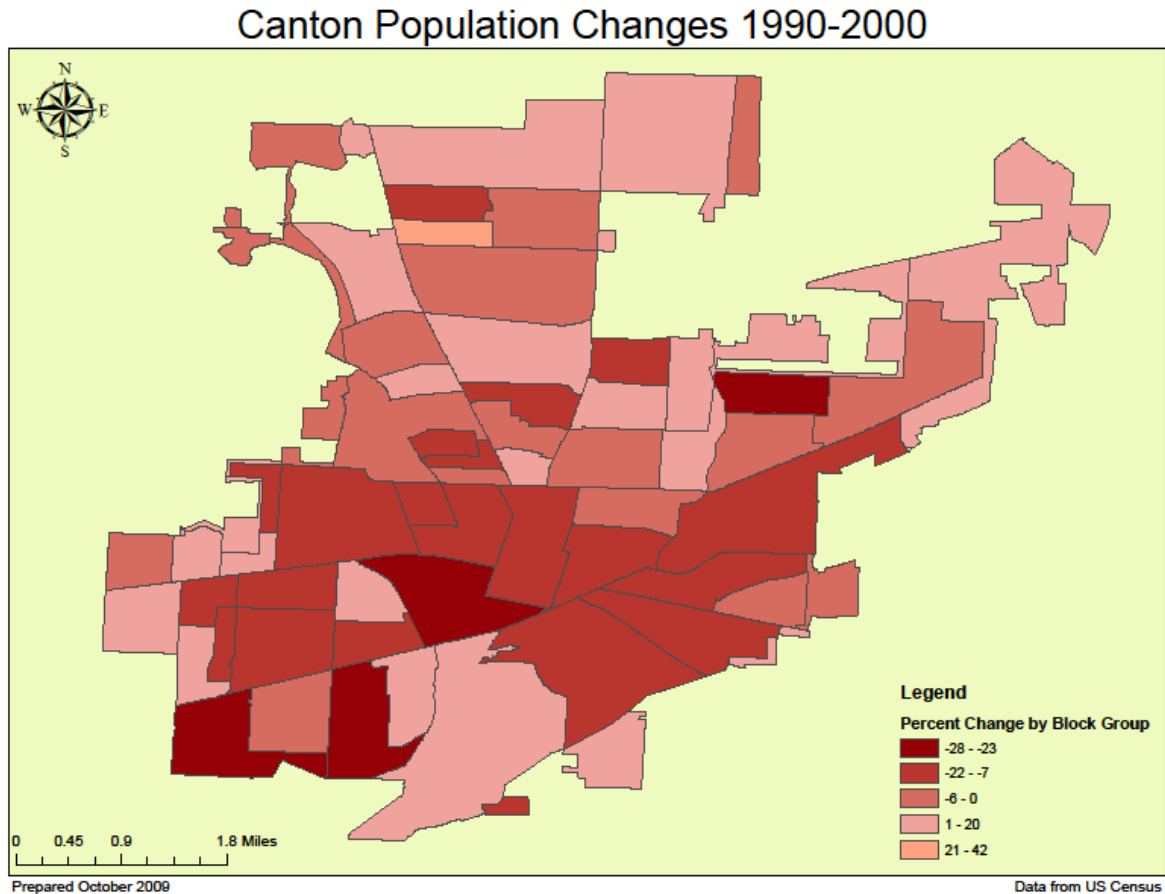 Canton Population Changes 1990-2000
N
W E
S
Legend
Percent Change by Block Group
-28 - -23
-22 - -7
-6 - 0
1 - 20
21 - 42
0 0.45 0.9 1.8 Miles
Prepared October 2009 Data from US Census